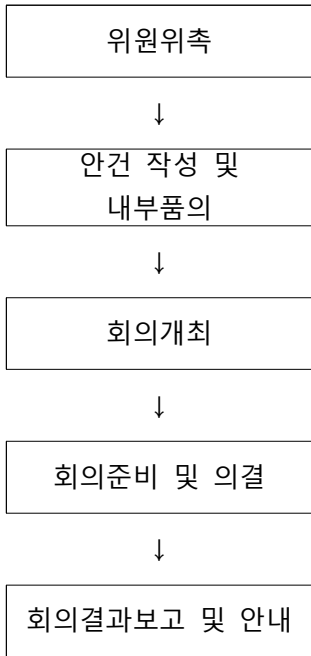 위원위촉
↓
안건 작성 및
내부품의
↓
회의개최
↓
회의준비 및 의결
↓
회의결과보고 및 안내